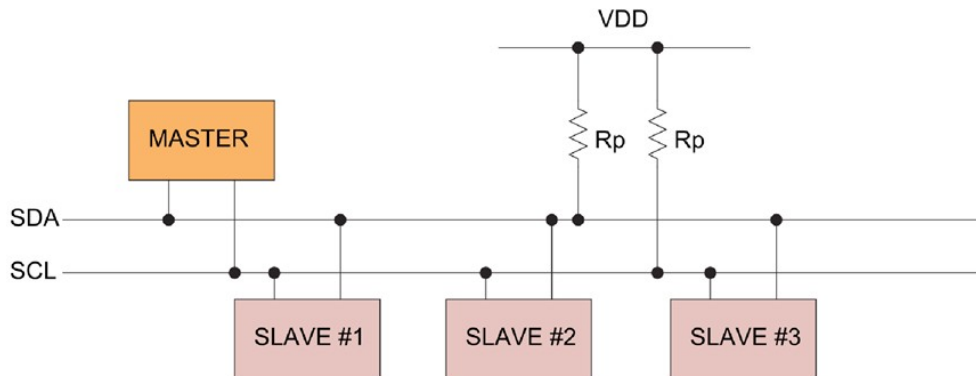 VDD
MASTER
Rp
Rp
SDA
SCL
SLAVE #1
SLAVE #2
SLAVE #3